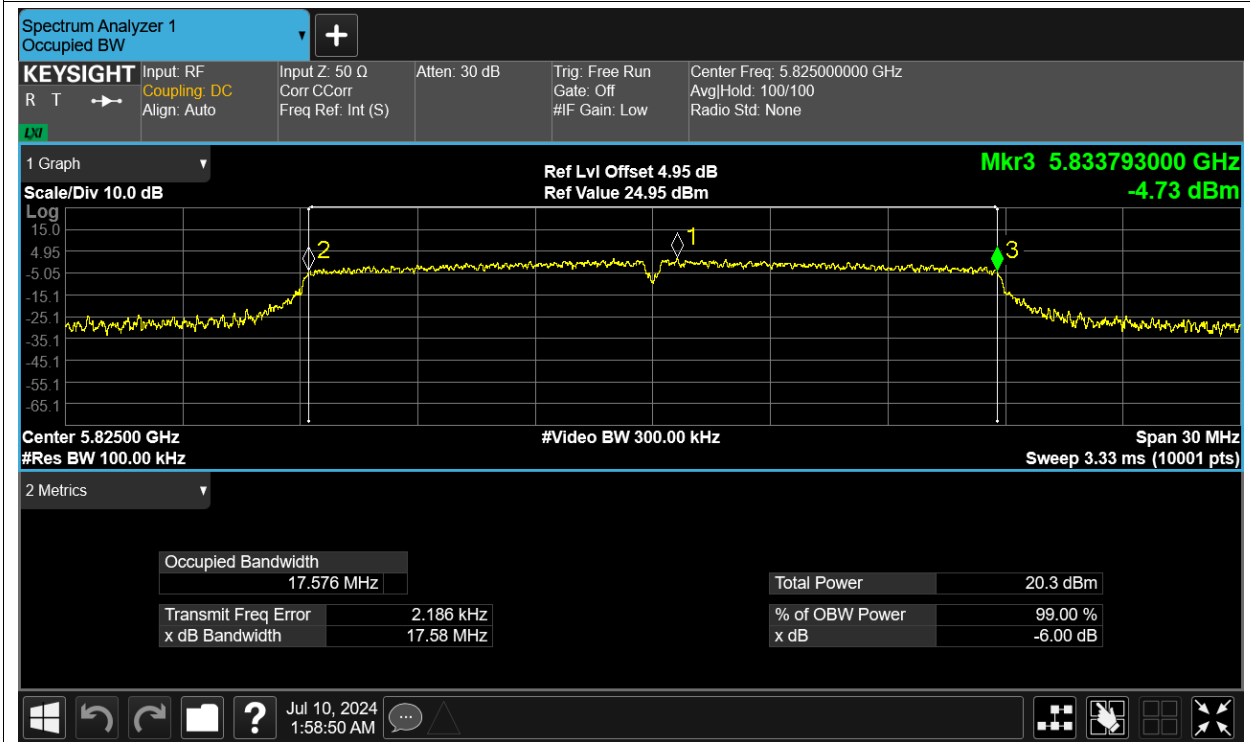 Spectrum Analyzer 1
Occupied BW
+
KEYSIGHT
R T
LXI
Input: RF
Coupling: DC
Align: Auto
Input Z: 50 Ω
Corr CCorr
Freq Ref: Int (S)
Atten: 30 dB
Trig: Free Run
Gate: Off
#IF Gain: Low
Center Freq: 5.825000000 GHz
Avg|Hold: 100/100
Radio Std: None
1 Graph
Scale/Div 10.0 dB
Ref Lvl Offset 4.95 dB
Ref Value 24.95 dBm
Mkr3 5.833793000 GHz
-4.73 dBm
Log
15.0
4.95
-5.05
-15.1
-25.1
-35.1
-45.1
-55.1
-65.1
2
1
3
Center 5.82500 GHz
#Res BW 100.00 kHz
#Video BW 300.00 kHz
Span 30 MHz
Sweep 3.33 ms (10001 pts)
2 Metrics
Occupied Bandwidth
17.576 MHz
Transmit Freq Error 2.186 kHz
x dB Bandwidth 17.58 MHz
Total Power 20.3 dBm
% of OBW Power 99.00 %
x dB -6.00 dB
?
Jul 10, 2024
1:58:50 AM